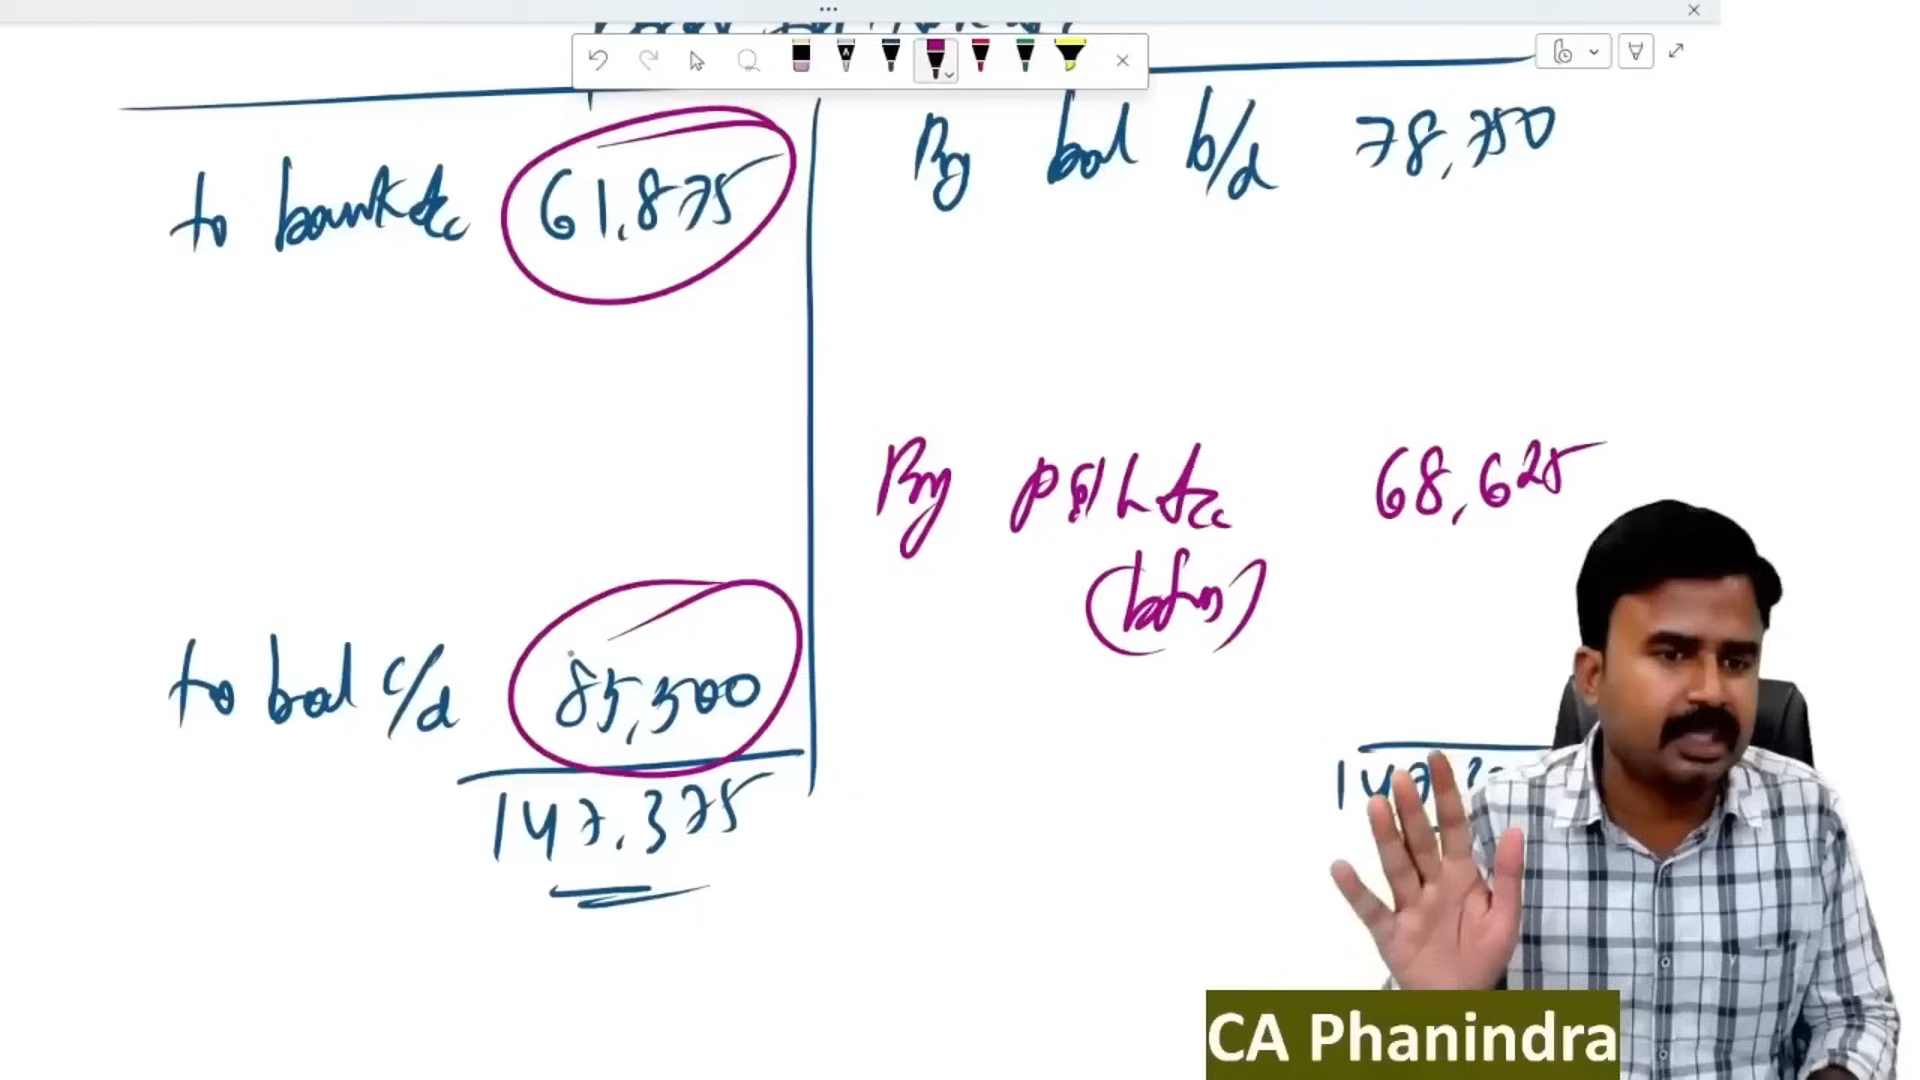 to bank A/c 61,875
By bal b/d 78,750
By P&L A/c 68,625
(bfm)
to bal c/d 85,500
147,375
CA Phanindra